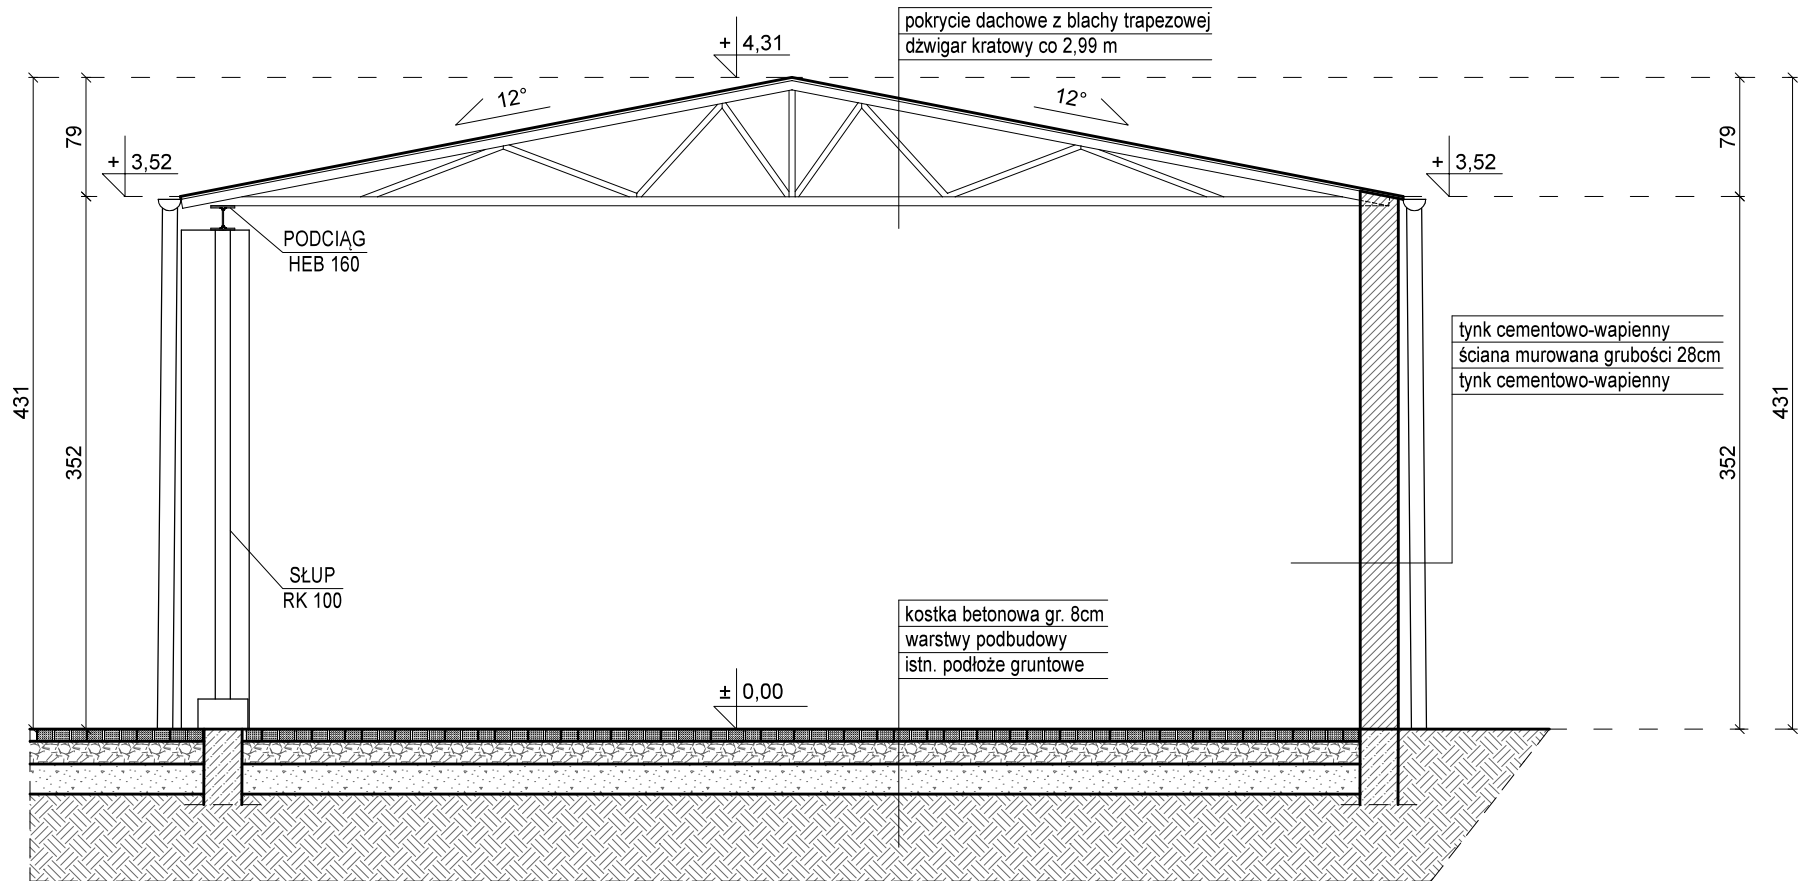 pokrycie dachowe z blachy trapezowej
dżwigar kratowy co 2,99 m
+ 4,31
12°
12°
79
79
+ 3,52
+ 3,52
PODCIĄG
HEB 160
tynk cementowo-wapienny
ściana murowana grubości 28cm
tynk cementowo-wapienny
431
431
352
352
SŁUP
RK 100
kostka betonowa gr. 8cm
warstwy podbudowy
istn. podłoże gruntowe
± 0,00